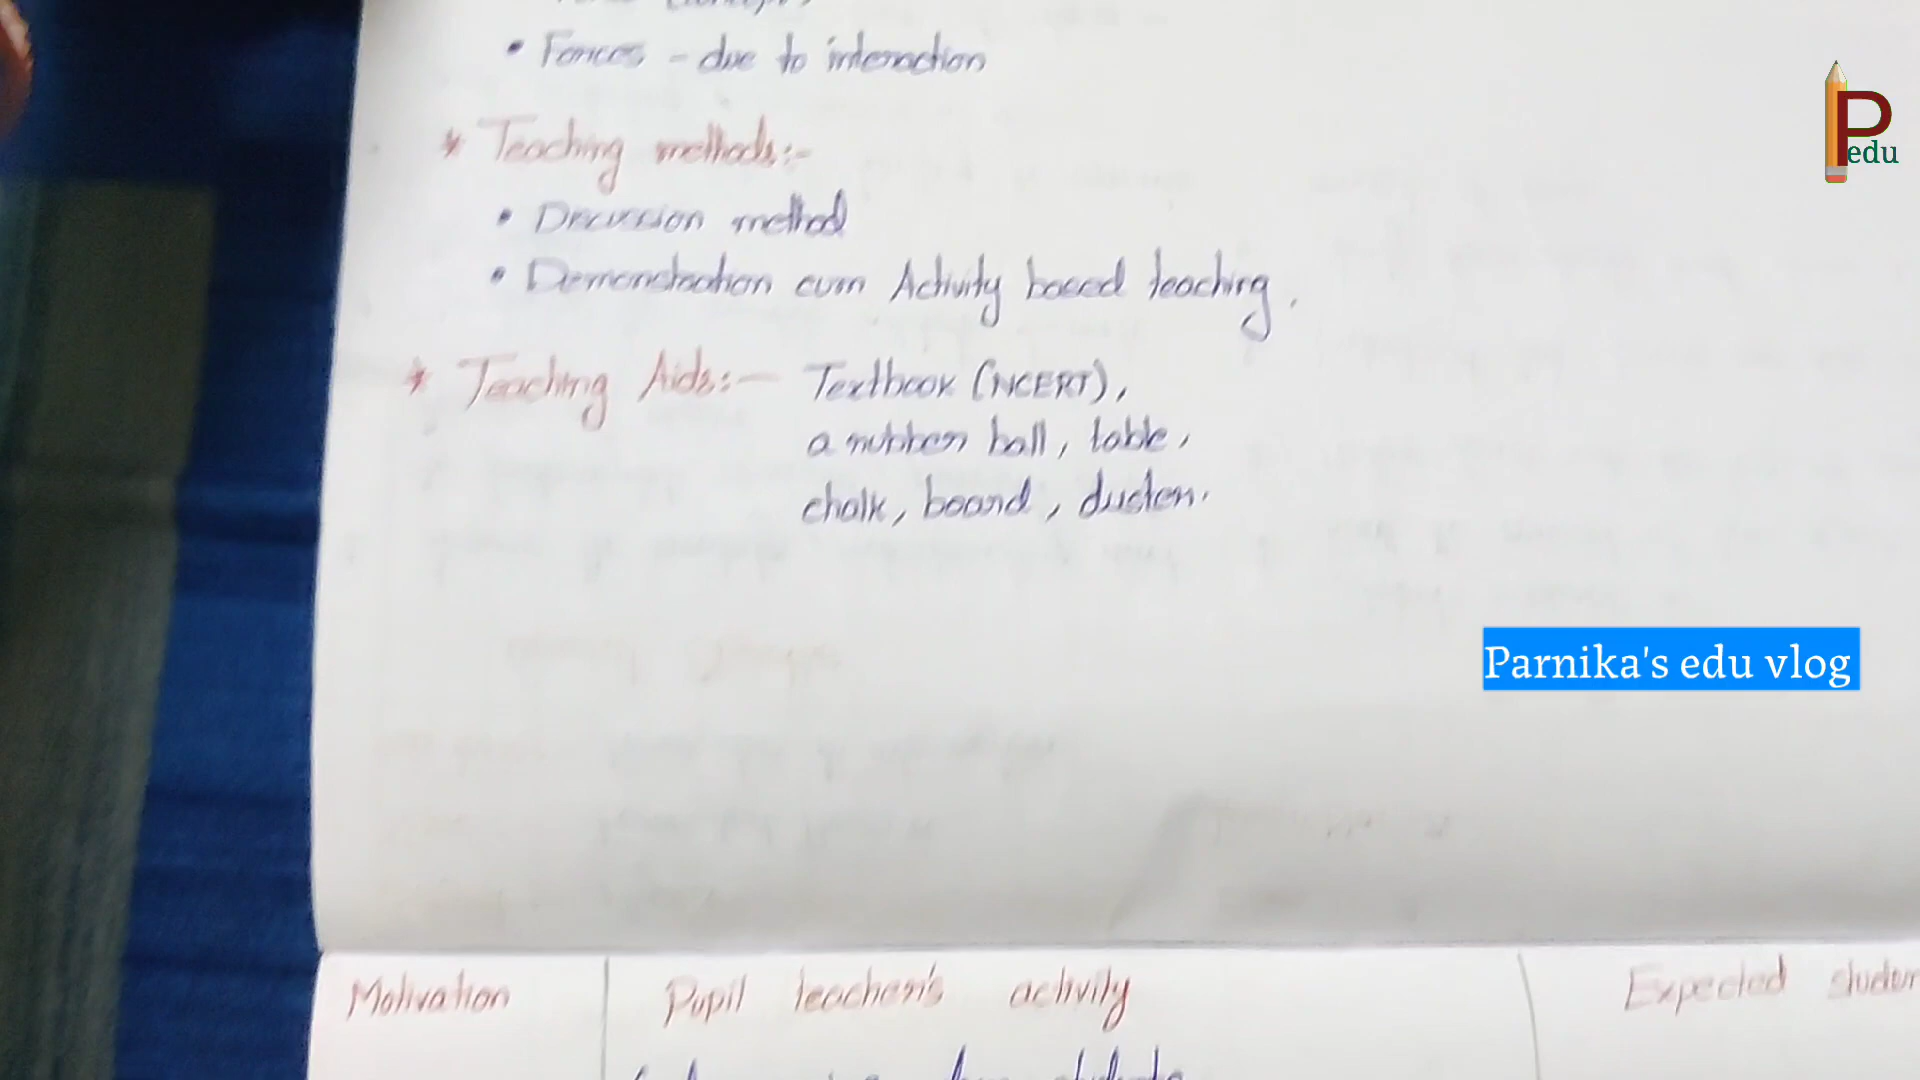 • Forces - due to interaction
* Teaching methods:-
• Discussion method
• Demonstration cum Activity based teaching.
* Teaching Aids:- Textbook (NCERT),
a rubber ball, table,
chalk, board, duster.
Motivation Pupil teacher's activity Expected studen
students
P edu
Parnika's edu vlog